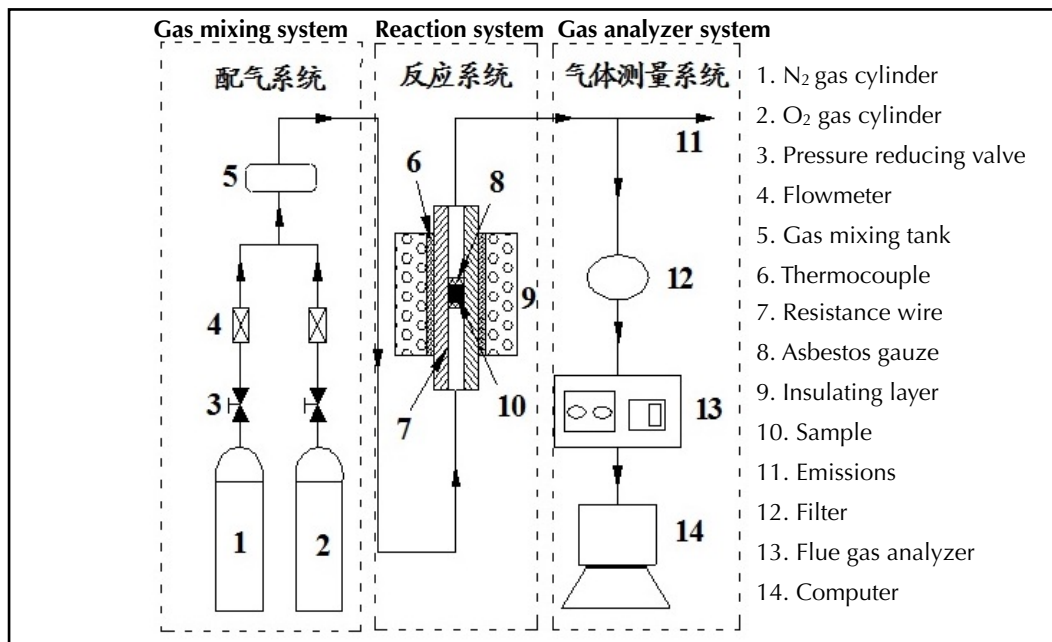 Gas mixing system
Reaction system
Gas analyzer system
配气系统
反应系统
气体测量系统
1
2
3
4
5
6
7
8
9
10
11
12
13
14
1. N₂ gas cylinder
2. O₂ gas cylinder
3. Pressure reducing valve
4. Flowmeter
5. Gas mixing tank
6. Thermocouple
7. Resistance wire
8. Asbestos gauze
9. Insulating layer
10. Sample
11. Emissions
12. Filter
13. Flue gas analyzer
14. Computer